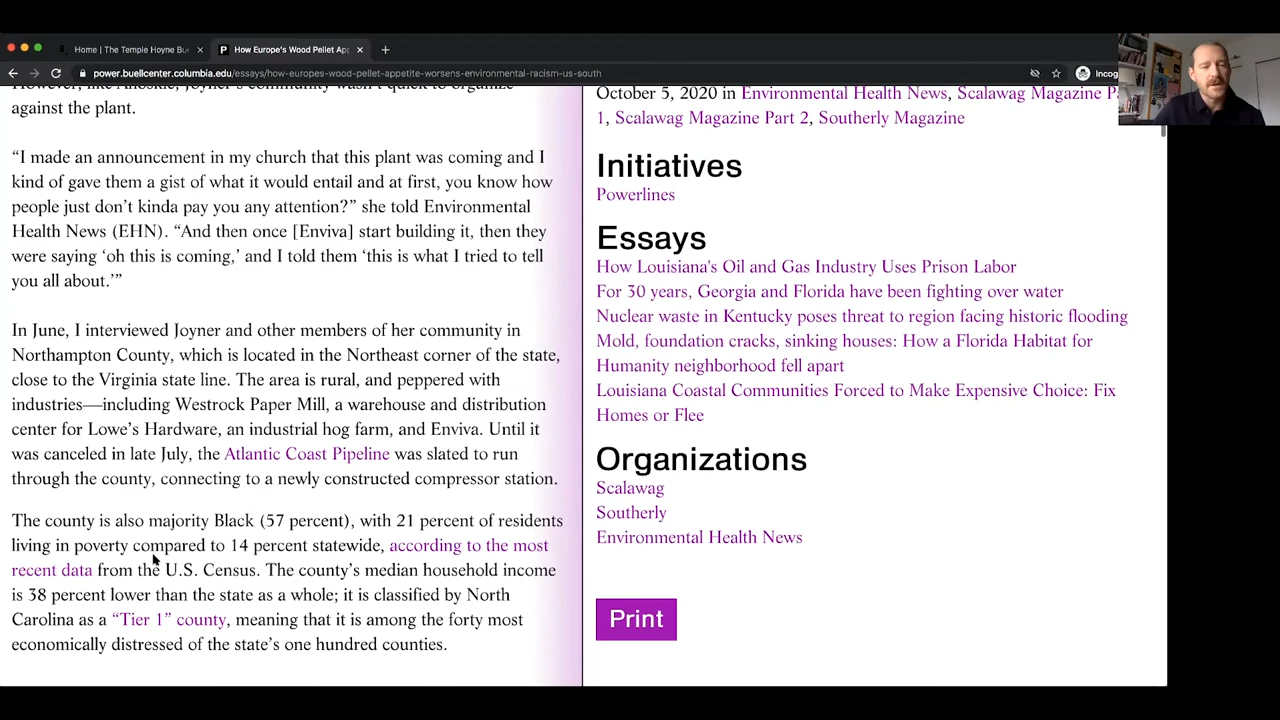 Home | The Temple Hoyne Bu
How Europe's Wood Pellet Ap
power.buellcenter.columbia.edu/essays/how-europes-wood-pellet-appetite-worsens-environmental-racism-us-south
Incog
However, like Ahoskie, Joyner's community wasn't quick to organize
against the plant.
“I made an announcement in my church that this plant was coming and I
kind of gave them a gist of what it would entail and at first, you know how
people just don’t kinda pay you any attention?” she told Environmental
Health News (EHN). “And then once [Enviva] start building it, then they
were saying ‘oh this is coming,’ and I told them ‘this is what I tried to tell
you all about.’”
In June, I interviewed Joyner and other members of her community in
Northampton County, which is located in the Northeast corner of the state,
close to the Virginia state line. The area is rural, and peppered with
industries—including Westrock Paper Mill, a warehouse and distribution
center for Lowe’s Hardware, an industrial hog farm, and Enviva. Until it
was canceled in late July, the Atlantic Coast Pipeline was slated to run
through the county, connecting to a newly constructed compressor station.
The county is also majority Black (57 percent), with 21 percent of residents
living in poverty compared to 14 percent statewide, according to the most
recent data from the U.S. Census. The county’s median household income
is 38 percent lower than the state as a whole; it is classified by North
Carolina as a “Tier 1” county, meaning that it is among the forty most
economically distressed of the state’s one hundred counties.
October 5, 2020 in Environmental Health News, Scalawag Magazine P
1, Scalawag Magazine Part 2, Southerly Magazine
Initiatives
Powerlines
Essays
How Louisiana's Oil and Gas Industry Uses Prison Labor
For 30 years, Georgia and Florida have been fighting over water
Nuclear waste in Kentucky poses threat to region facing historic flooding
Mold, foundation cracks, sinking houses: How a Florida Habitat for
Humanity neighborhood fell apart
Louisiana Coastal Communities Forced to Make Expensive Choice: Fix
Homes or Flee
Organizations
Scalawag
Southerly
Environmental Health News
Print